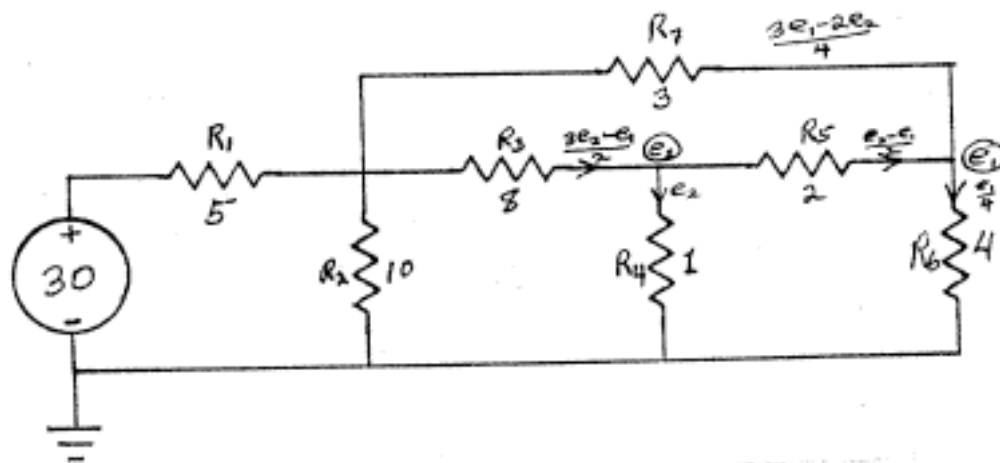 R₇
3e₁-2e₂
4
3
R₁
5
R₃
3e₂-e₁
2
8
e₂
R₅
e₂-e₁
2
2
e₁
e₁
4
+
30
-
R₂
10
e₂
R₄
1
R₆
4